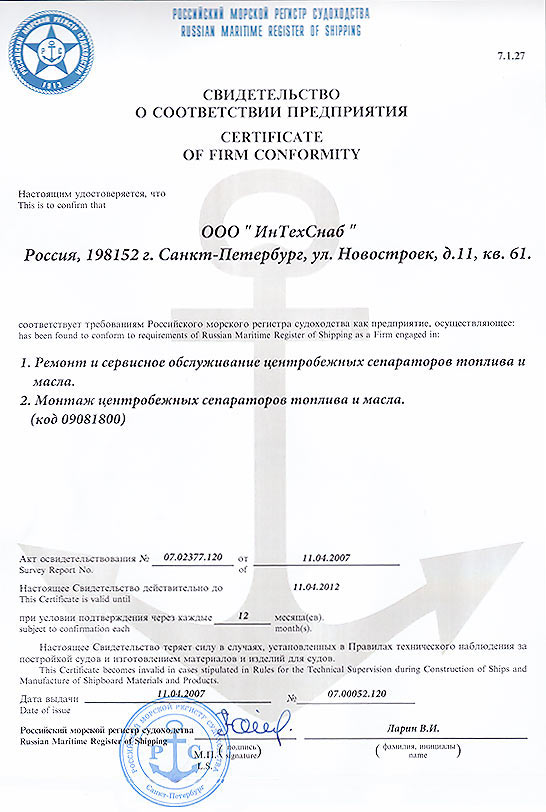 РОССИЙСКИЙ МОРСКОЙ РЕГИСТР СУДОХОДСТВА
RUSSIAN MARITIME REGISTER OF SHIPPING
РОССИЙСКИЙ МОРСКОЙ РЕГИСТР СУДОХОДСТВА
Р С
1913
7.1.27
СВИДЕТЕЛЬСТВО
О СООТВЕТСТВИИ ПРЕДПРИЯТИЯ
CERTIFICATE
OF FIRM CONFORMITY
Настоящим удостоверяется, что
This is to confirm that
ООО " ИнТехСнаб "
Россия, 198152 г. Санкт-Петербург, ул. Новостроек, д.11, кв. 61.
соответствует требованиям Российского морского регистра судоходства как предприятие, осуществляющее:
has been found to conform to requirements of Russian Maritime Register of Shipping as a Firm engaged in:
1. Ремонт и сервисное обслуживание центробежных сепараторов топлива и
масла.
2. Монтаж центробежных сепараторов топлива и масла.
(код 09081800)
Акт освидетельствования № 07.02377.120 от 11.04.2007
Survey Report No. of
Настоящее Свидетельство действительно до 11.04.2012
This Certificate is valid until
при условии подтверждения через каждые 12 месяца(ев).
subject to confirmation each month(s).
Настоящее Свидетельство теряет силу в случаях, установленных в Правилах технического наблюдения за
постройкой судов и изготовлением материалов и изделий для судов.
This Certificate becomes invalid in cases stipulated in Rules for the Technical Supervision during Construction of Ships and
Manufacture of Shipboard Materials and Products.
Дата выдачи 11.04.2007 № 07.00052.120
Date of issue
Российский морской регистр судоходства Ларин В.И.
Russian Maritime Register of Shipping
М.П. (подпись) (фамилия, инициалы)
L.S. signature name
РОССИЙСКИЙ МОРСКОЙ РЕГИСТР СУДОХОДСТВА
Р С
Санкт-Петербург